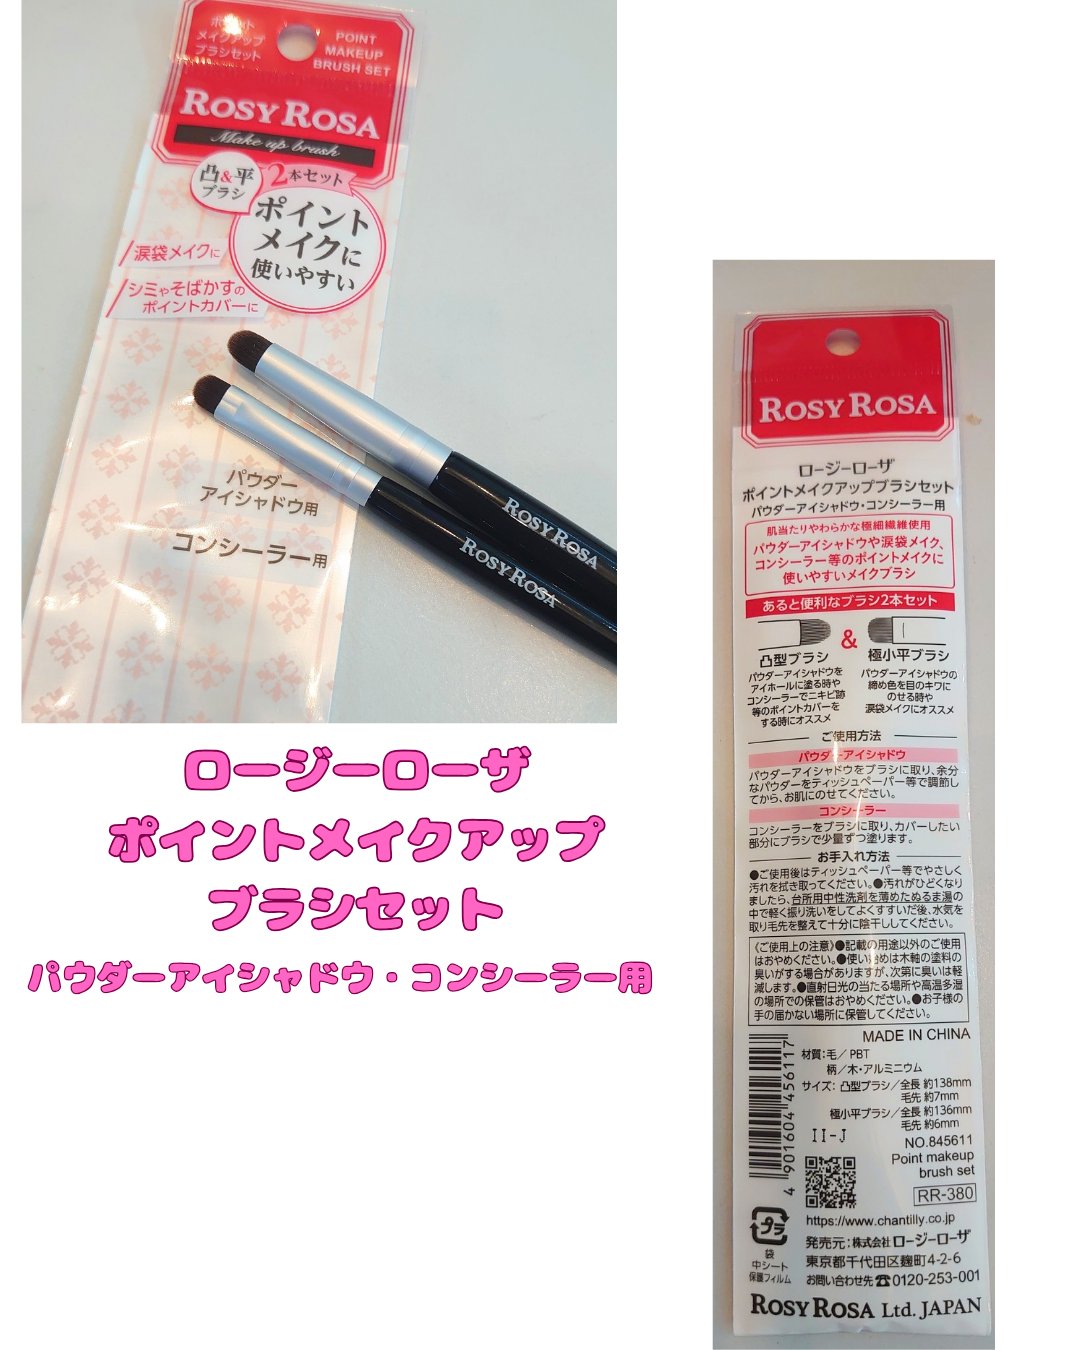 ポイント
メイクアップ
ブラシセット
POINT
MAKEUP
BRUSH SET
ROSY ROSA
Make up brush
凸&平
ブラシ
2本セット
ポイント
メイクに
使いやすい
涙袋メイクに
シミやそばかすの
ポイントカバーに
パウダー
アイシャドウ用
コンシーラー用
ROSY ROSA
ROSY ROSA
ロージーローザ
ポイントメイクアップ
ブラシセット
パウダーアイシャドウ・コンシーラー用
ROSY ROSA
ロージーローザ
ポイントメイクアップブラシセット
パウダーアイシャドウ・コンシーラー用
肌当たりやわらかな極細繊維使用
パウダーアイシャドウや涙袋メイク、
コンシーラー等のポイントメイクに
使いやすいメイクブラシ
あると便利なブラシ2本セット
&
凸型ブラシ
パウダーアイシャドウを
アイホールに塗る時や
コンシーラーでニキビ跡
等のポイントカバーを
する時にオススメ
極小平ブラシ
パウダーアイシャドウの
締め色を目のキワに
のせる時や
涙袋メイクにオススメ
ご使用方法
パウダーアイシャドウ
パウダーアイシャドウをブラシに取り、余分
なパウダーをティッシュペーパー等で調節し
てから、お肌にのせてください。
コンシーラー
コンシーラーをブラシに取り、カバーしたい
部分にブラシで少量ずつ塗ります。
お手入れ方法
●ご使用後はティッシュペーパー等でやさしく
汚れを拭き取ってください。●汚れがひどくなり
ましたら、台所用中性洗剤を薄めたぬるま湯の
中で軽く振り洗いをしてよくすすいだ後、水気を
取り毛先を整えて十分に陰干ししてください。
〈ご使用上の注意〉●記載の用途以外のご使用
はおやめください。●使い始めは木軸の塗料の
臭いがする場合がありますが、次第に臭いは軽
減します。●直射日光の当たる場所や高温多湿
の場所での保管はおやめください。●お子様の
手の届かない場所に保管してください。
MADE IN CHINA
材質:毛/PBT
柄/木・アルミニウム
サイズ:凸型ブラシ/全長 約138mm
毛先 約7mm
極小平ブラシ/全長 約136mm
毛先 約6mm
II-J
NO.845611
Point makeup
brush set
RR-380
4 901604 456117
https://www.chantilly.co.jp
プラ
袋
中シート
保護フィルム
発売元:株式会社ロージーローザ
東京都千代田区麹町4-2-6
お問い合わせ先☎0120-253-001
ROSY ROSA Ltd. JAPAN